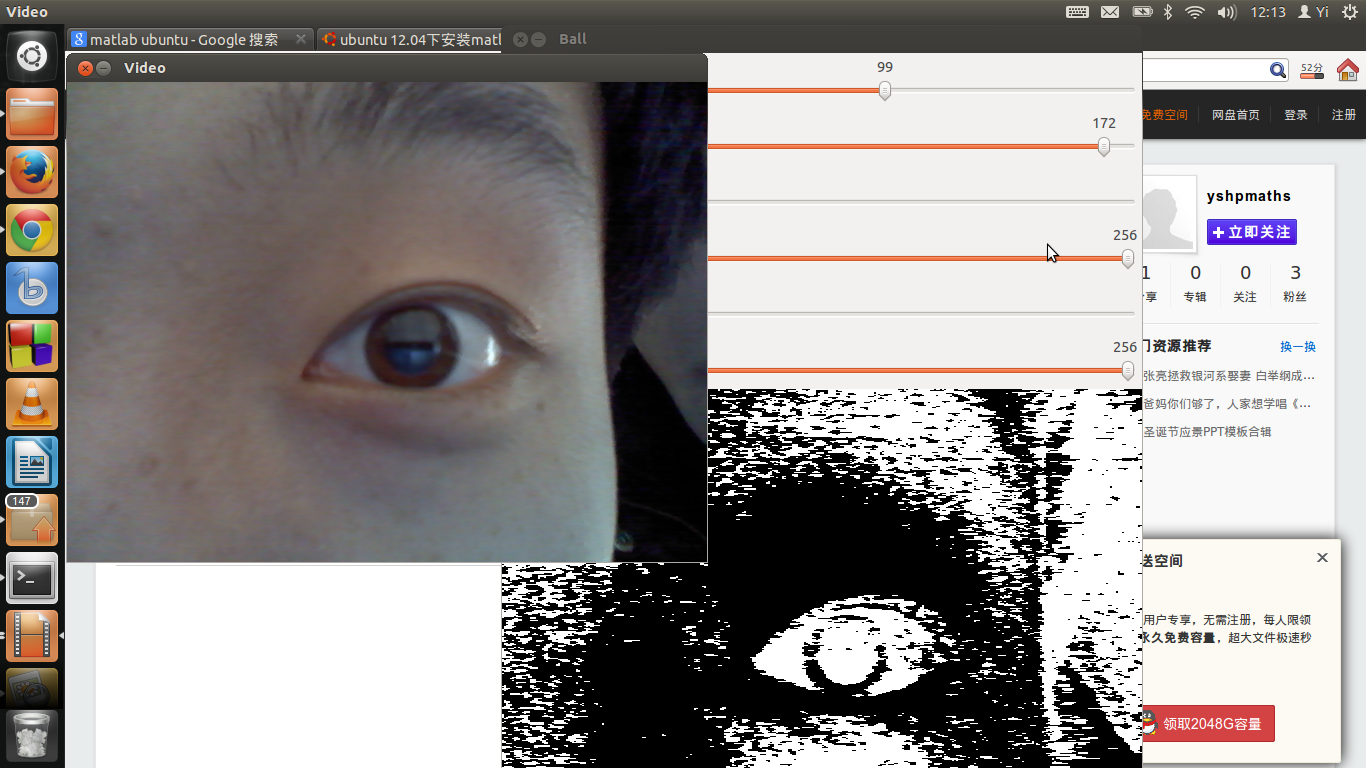 Video
12:13
Yi
matlab ubuntu - Google 搜索
ubuntu 12.04下安装matl
Ball
Video
99
172
256
256
52分
免费空间
网盘首页
登录
注册
yshpmaths
立即关注
1
0
0
3
享
专辑
关注
粉丝
门资源推荐
换一换
张亮拯救银河系娶妻 白举纲成...
爸妈你们够了，人家想学唱《...
圣诞节应景PPT模板合辑
147
送空间
用户专享，无需注册，每人限领
永久免费容量，超大文件极速秒
领取2048G容量